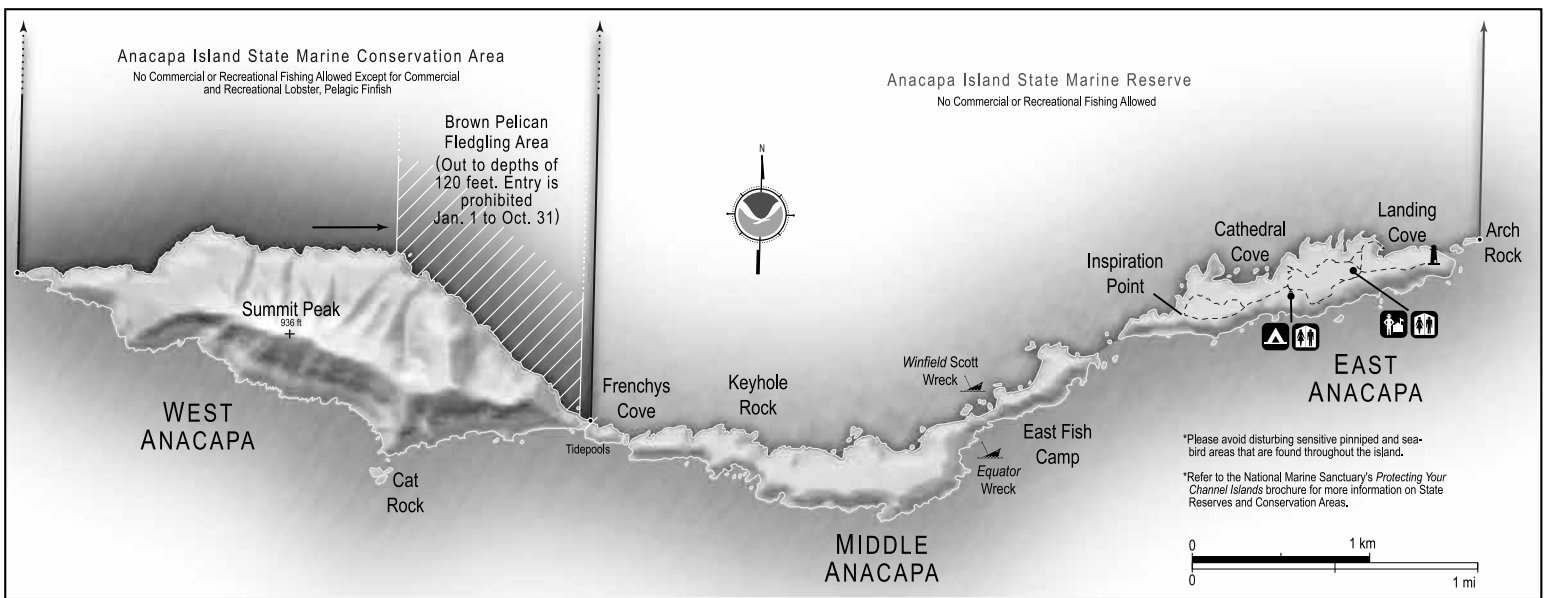 Anacapa Island State Marine Conservation Area
No Commercial or Recreational Fishing Allowed Except for Commercial
and Recreational Lobster, Pelagic Finfish
Anacapa Island State Marine Reserve
No Commercial or Recreational Fishing Allowed
Brown Pelican
Fledgling Area
(Out to depths of
120 feet. Entry is
prohibited
Jan. 1 to Oct. 31)
N
Summit Peak
936 ft
WEST
ANACAPA
Cat
Rock
Tidepools
Frenchys
Cove
Keyhole
Rock
Winfield Scott
Wreck
Equator
Wreck
East Fish
Camp
MIDDLE
ANACAPA
Inspiration
Point
Cathedral
Cove
Landing
Cove
Arch
Rock
EAST
ANACAPA
*Please avoid disturbing sensitive pinniped and sea-
bird areas that are found throughout the island.
*Refer to the National Marine Sanctuary's Protecting Your
Channel Islands brochure for more information on State
Reserves and Conservation Areas.
0
1 km
0
1 mi